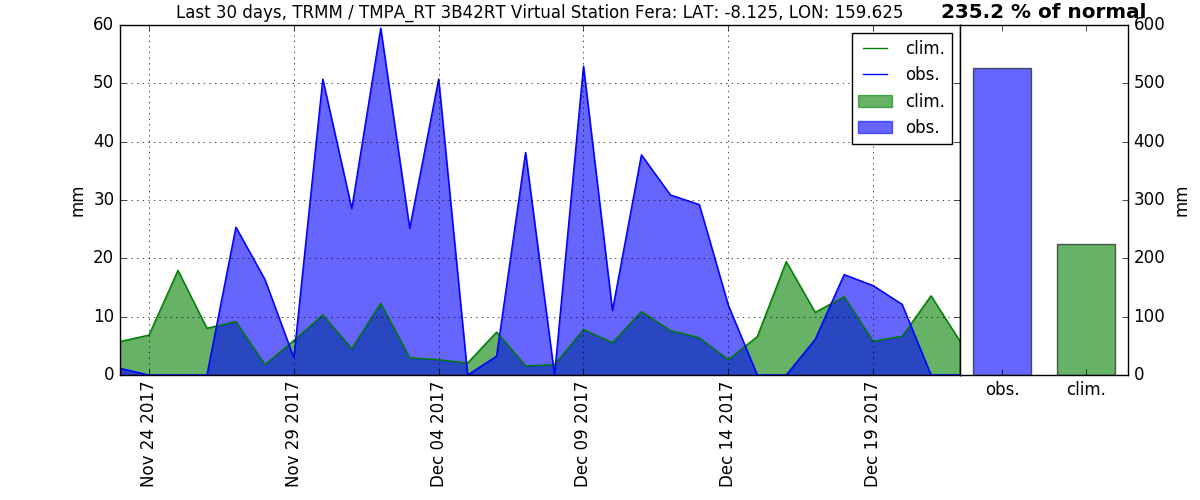 Last 30 days, TRMM / TMPA_RT 3B42RT Virtual Station Fera: LAT: -8.125, LON: 159.625
235.2 % of normal
60
50
40
30
20
10
0
mm
clim.
obs.
clim.
obs.
Nov 24 2017
Nov 29 2017
Dec 04 2017
Dec 09 2017
Dec 14 2017
Dec 19 2017
600
500
400
300
200
100
0
mm
obs.
clim.